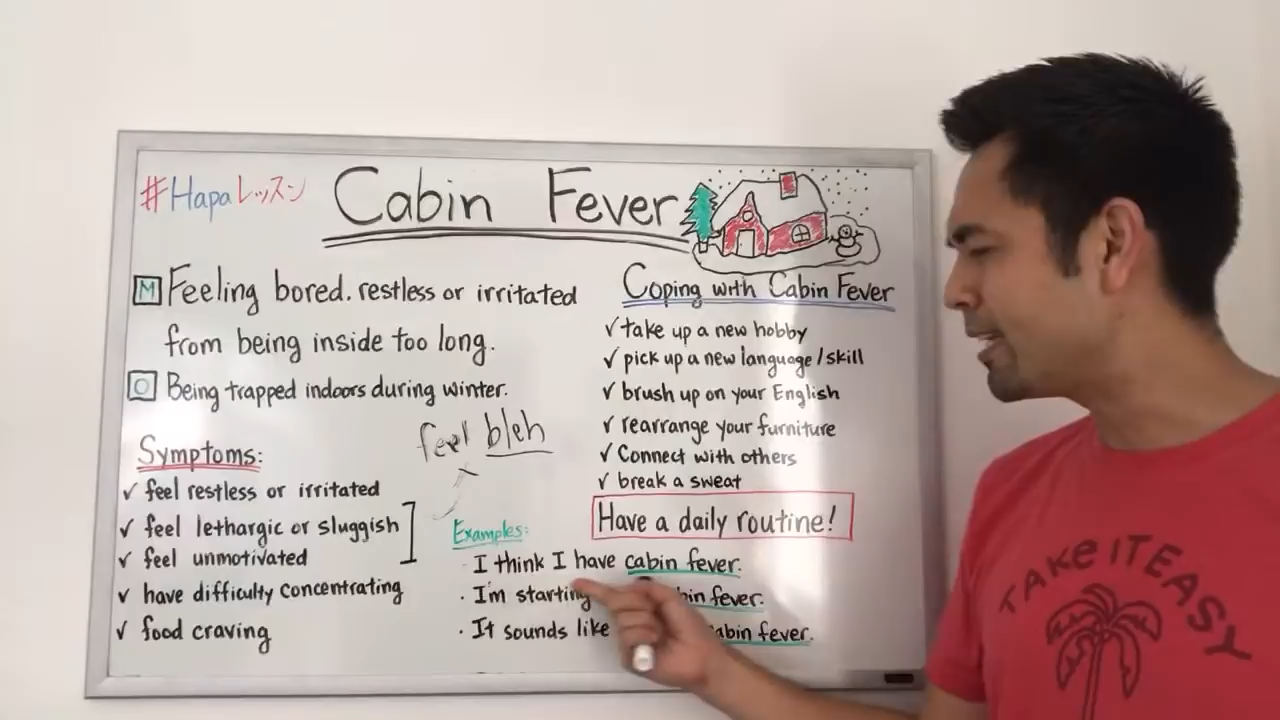 #Hapaレッスン
Cabin Fever
M Feeling bored. restless or irritated
from being inside too long.
O Being trapped indoors during winter.
Symptoms:
✓ feel restless or irritated
✓ feel lethargic or sluggish
✓ feel unmotivated
✓ have difficulty concentrating
✓ food craving
feel bleh
Coping with Cabin Fever
✓ take up a new hobby
✓ pick up a new language/skill
✓ brush up on your English
✓ rearrange your furniture
✓ Connect with others
✓ break a sweat
Have a daily routine!
Examples:
· I think I have cabin fever.
· I'm starting fever.
· It sounds like cabin fever.
TAKE IT EASY